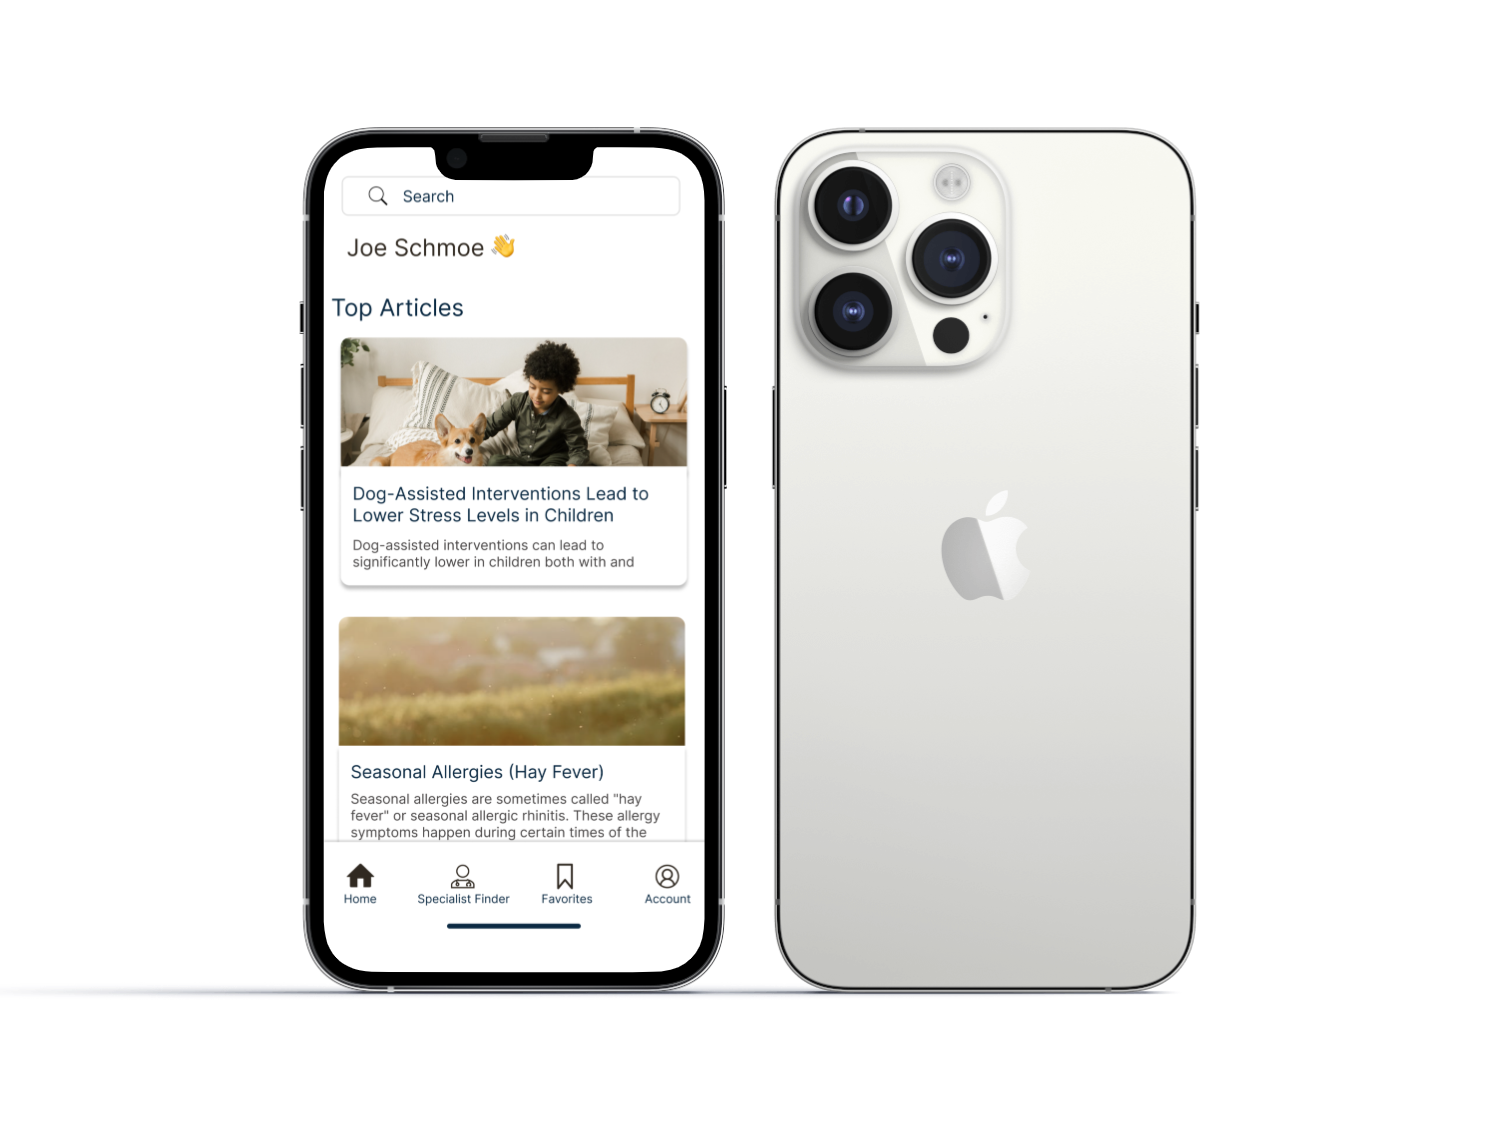 Search
Joe Schmoe 👋
Top Articles
Dog-Assisted Interventions Lead to
Lower Stress Levels in Children
Dog-assisted interventions can lead to
significantly lower in children both with and
Seasonal Allergies (Hay Fever)
Seasonal allergies are sometimes called "hay
fever" or seasonal allergic rhinitis. These allergy
symptoms happen during certain times of the
Home Specialist Finder Favorites Account